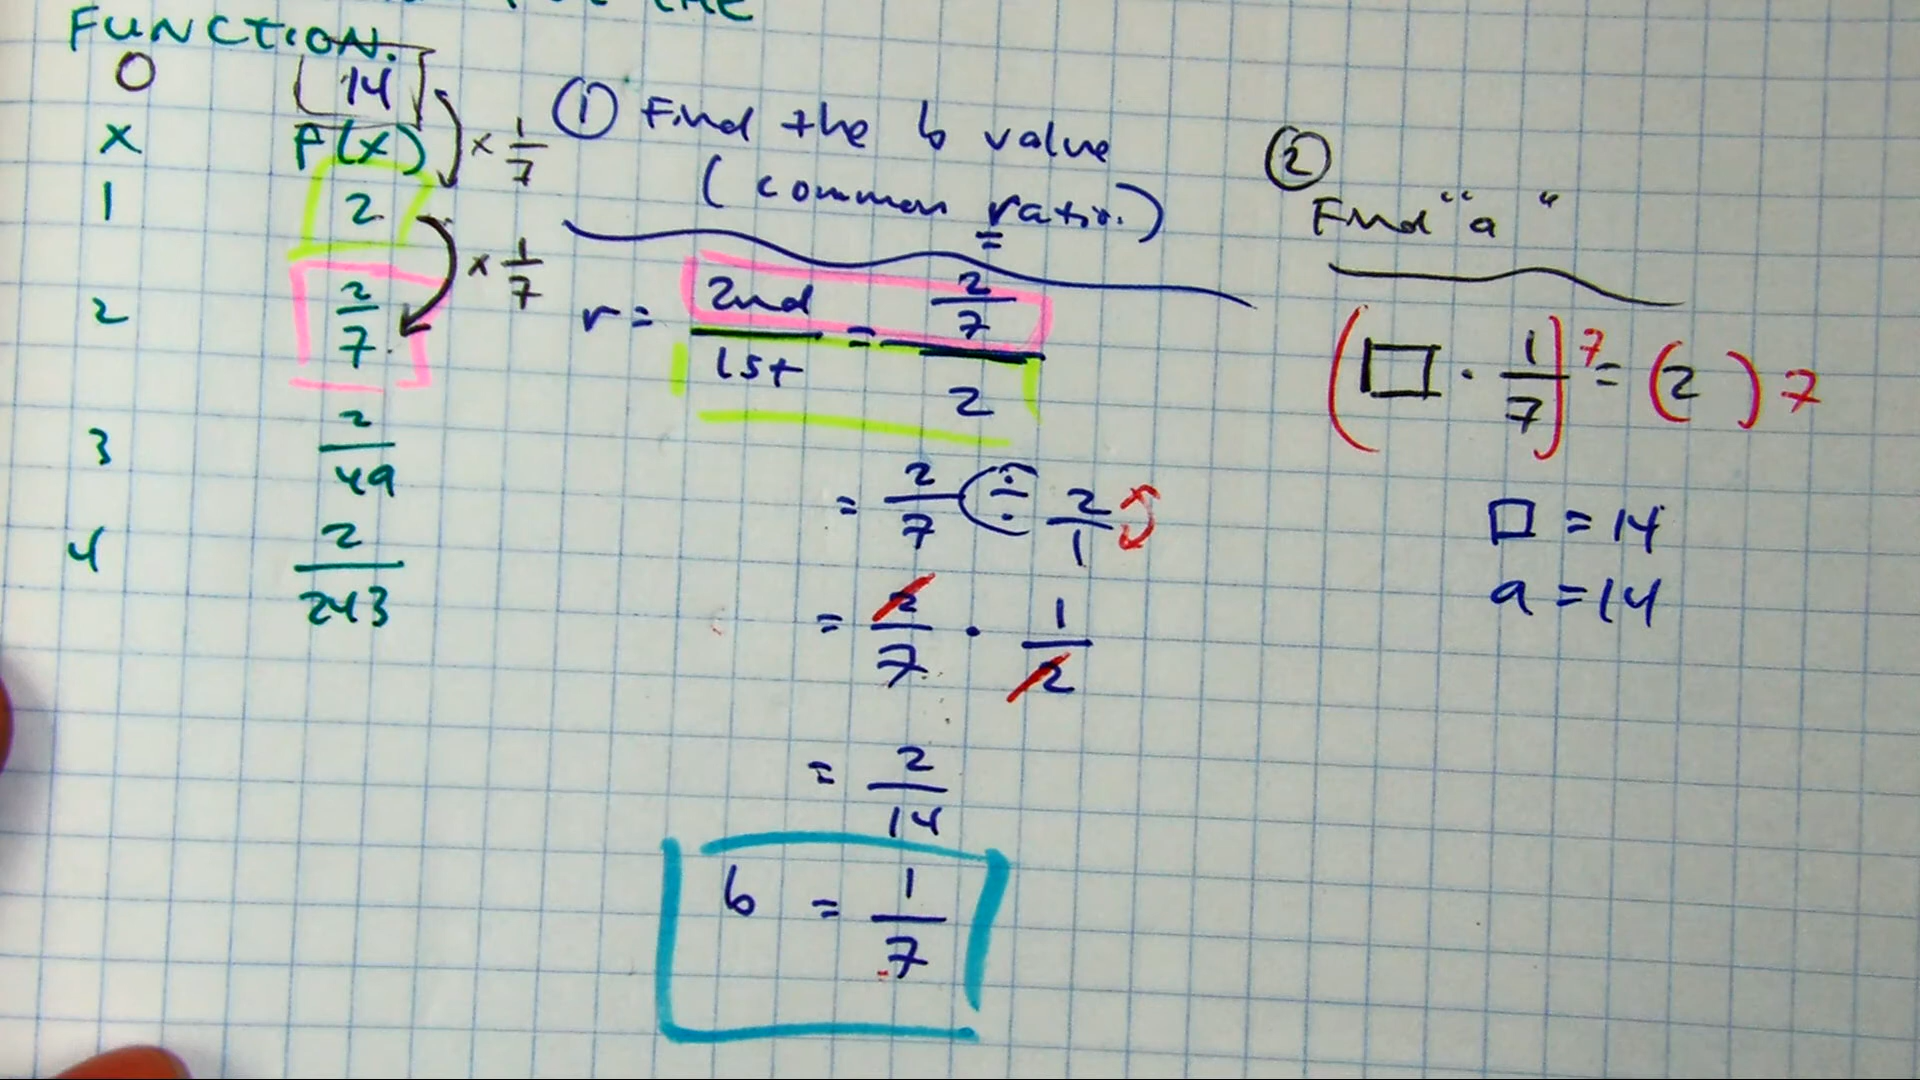 THE
FUNCTION.
0 14
x f(x) × 1/7
1 2
× 1/7
2 2/7
3 2/49
4 2/243
① Find the b value
(common ratio.)
r = 2nd/1st = 2/7 / 2
= 2/7 ÷ 2/1
= 2/7 · 1/2
= 2/14
b = 1/7
②
Find "a"
(□ · 1/7)7 = (2)7
□ = 14
a = 14